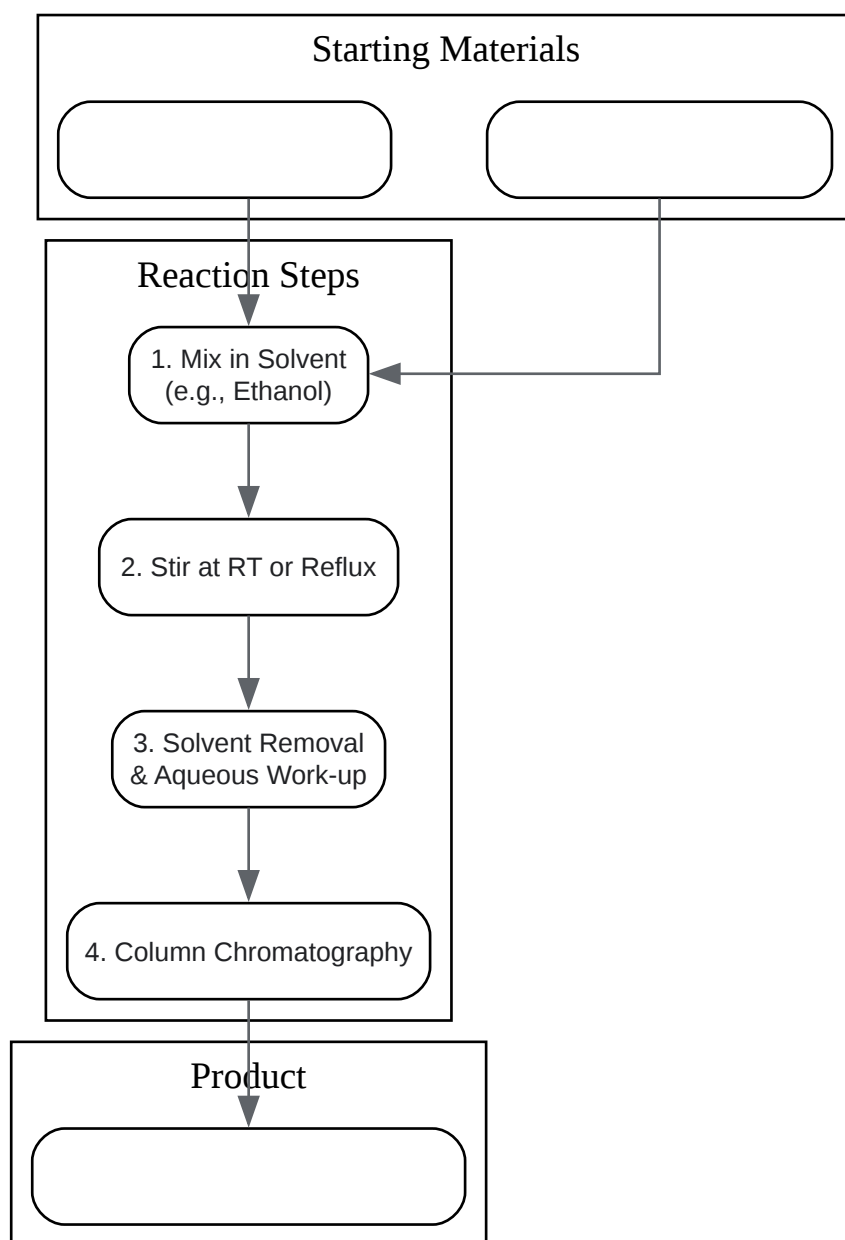 Starting Materials
Reaction Steps
1. Mix in Solvent
(e.g., Ethanol)
2. Stir at RT or Reflux
3. Solvent Removal
& Aqueous Work-up
4. Column Chromatography
Product